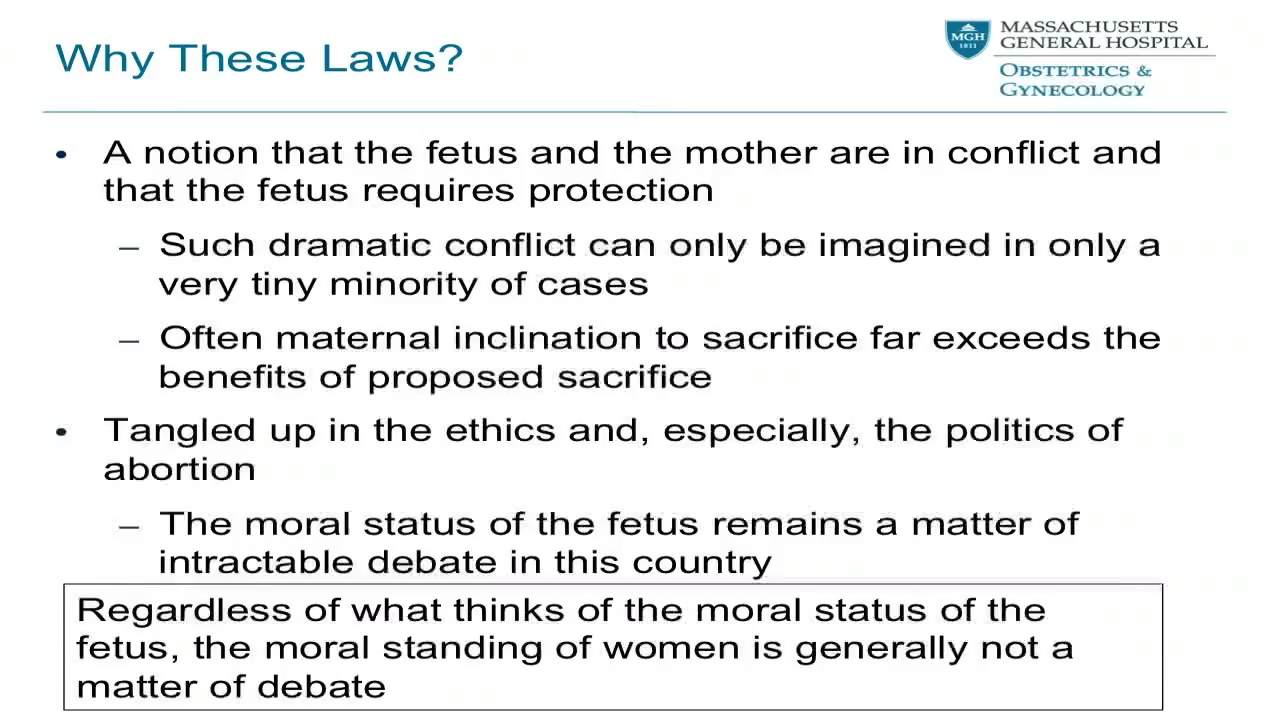 Why These Laws?
MGH
1811
MASSACHUSETTS
GENERAL HOSPITAL
OBSTETRICS &
GYNECOLOGY
• A notion that the fetus and the mother are in conflict and
that the fetus requires protection
– Such dramatic conflict can only be imagined in only a
very tiny minority of cases
– Often maternal inclination to sacrifice far exceeds the
benefits of proposed sacrifice
• Tangled up in the ethics and, especially, the politics of
abortion
– The moral status of the fetus remains a matter of
intractable debate in this country
Regardless of what thinks of the moral status of the
fetus, the moral standing of women is generally not a
matter of debate